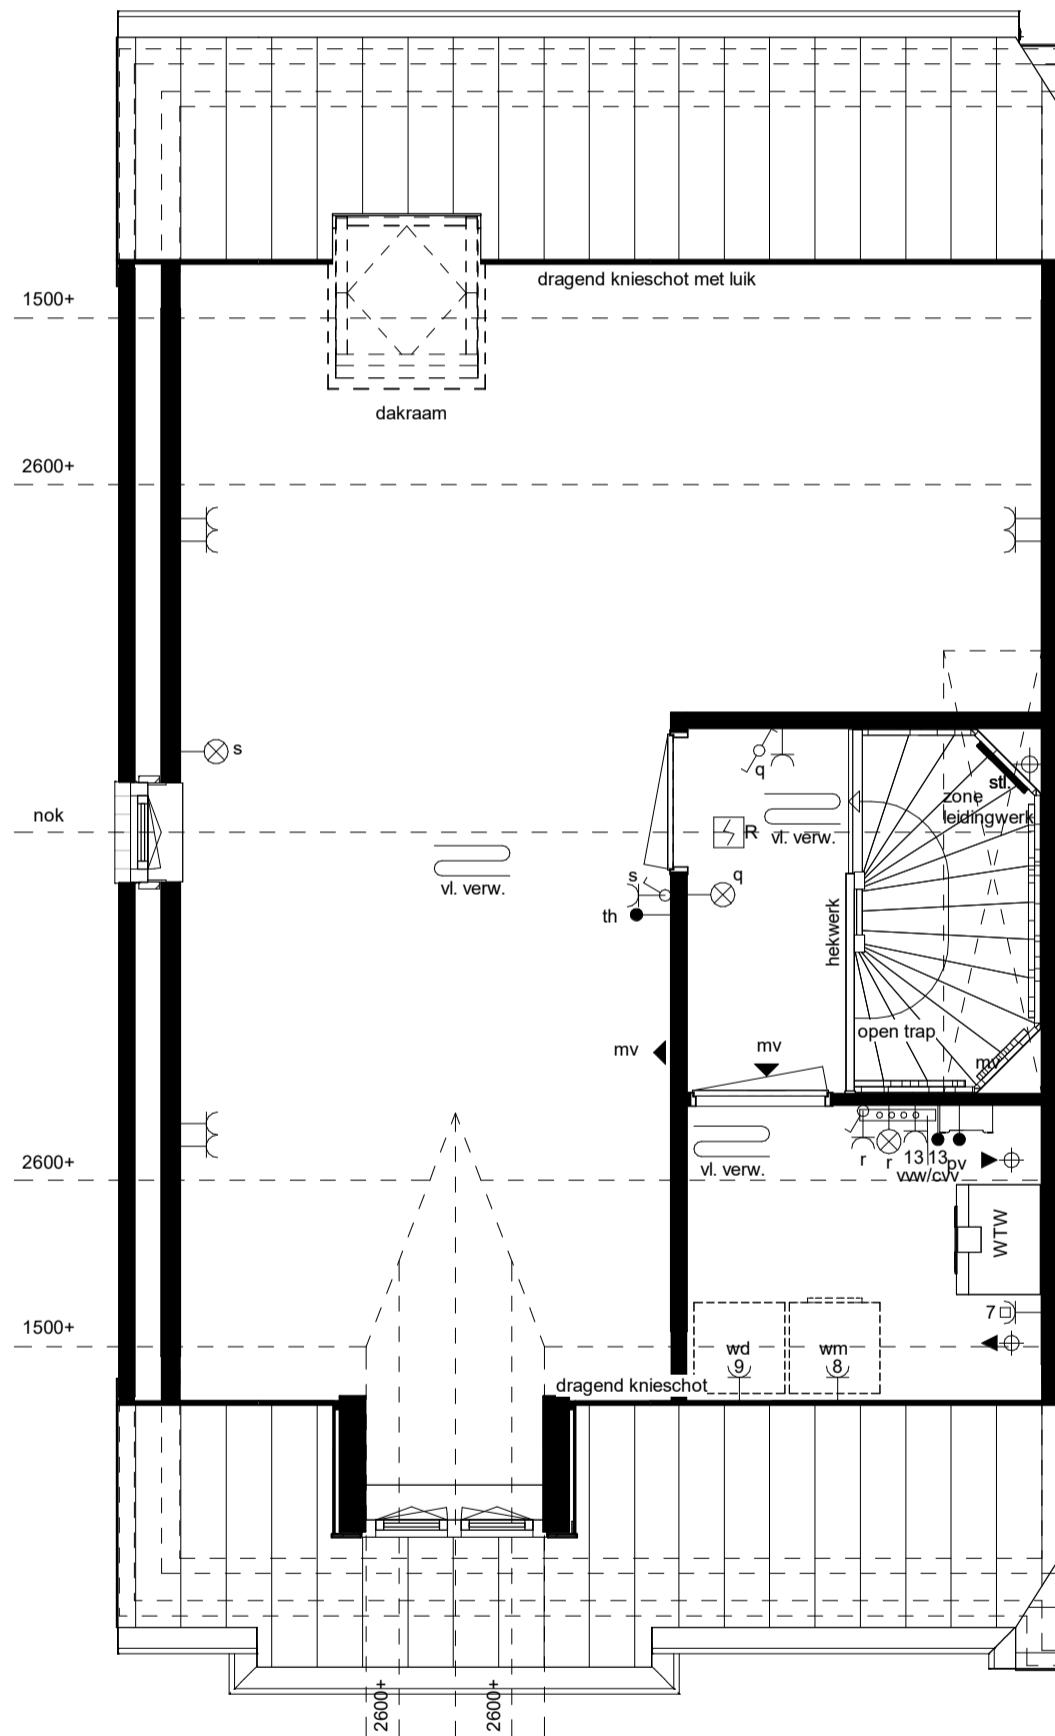 dragend knieschot met luik
1500+
dakraam
2600+
s
q
stl.
zone
leidingwerk
nok
R
vl. verw.
vl. verw.
s
q
th
hekwerk
open trap
mv
mv
mv
r
r
13
13
pv
vvw/cvv
vl. verw.
2600+
WTW
7
1500+
wd
9
wm
8
dragend knieschot
2600+
2600+